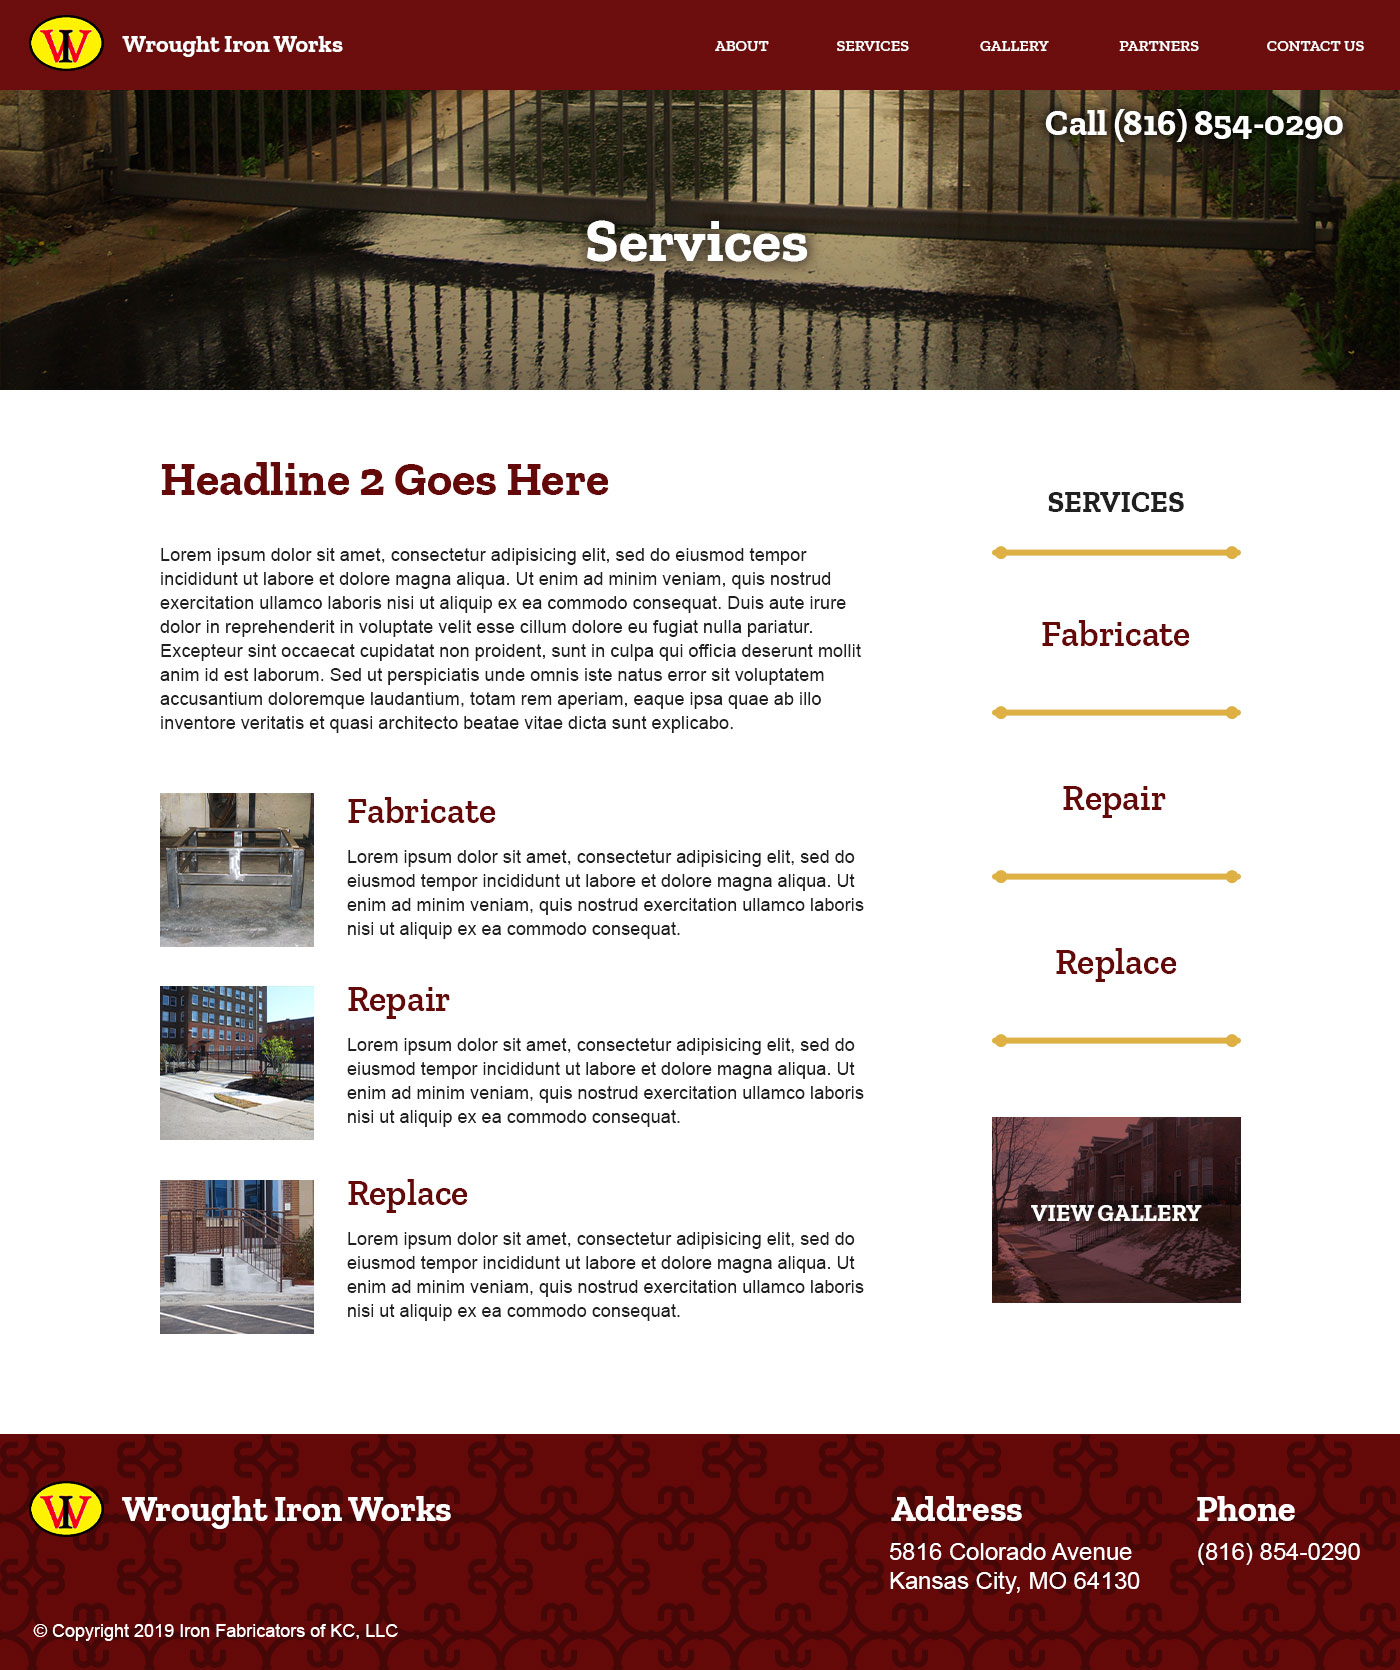 WI
Wrought Iron Works
ABOUT
SERVICES
GALLERY
PARTNERS
CONTACT US
Call (816) 854-0290
Services
Headline 2 Goes Here
Lorem ipsum dolor sit amet, consectetur adipisicing elit, sed do eiusmod tempor
incididunt ut labore et dolore magna aliqua. Ut enim ad minim veniam, quis nostrud
exercitation ullamco laboris nisi ut aliquip ex ea commodo consequat. Duis aute irure
dolor in reprehenderit in voluptate velit esse cillum dolore eu fugiat nulla pariatur.
Excepteur sint occaecat cupidatat non proident, sunt in culpa qui officia deserunt mollit
anim id est laborum. Sed ut perspiciatis unde omnis iste natus error sit voluptatem
accusantium doloremque laudantium, totam rem aperiam, eaque ipsa quae ab illo
inventore veritatis et quasi architecto beatae vitae dicta sunt explicabo.
Fabricate
Lorem ipsum dolor sit amet, consectetur adipisicing elit, sed do
eiusmod tempor incididunt ut labore et dolore magna aliqua. Ut
enim ad minim veniam, quis nostrud exercitation ullamco laboris
nisi ut aliquip ex ea commodo consequat.
Repair
Lorem ipsum dolor sit amet, consectetur adipisicing elit, sed do
eiusmod tempor incididunt ut labore et dolore magna aliqua. Ut
enim ad minim veniam, quis nostrud exercitation ullamco laboris
nisi ut aliquip ex ea commodo consequat.
Replace
Lorem ipsum dolor sit amet, consectetur adipisicing elit, sed do
eiusmod tempor incididunt ut labore et dolore magna aliqua. Ut
enim ad minim veniam, quis nostrud exercitation ullamco laboris
nisi ut aliquip ex ea commodo consequat.
SERVICES
Fabricate
Repair
Replace
VIEW GALLERY
WI
Wrought Iron Works
Address
5816 Colorado Avenue
Kansas City, MO 64130
Phone
(816) 854-0290
© Copyright 2019 Iron Fabricators of KC, LLC